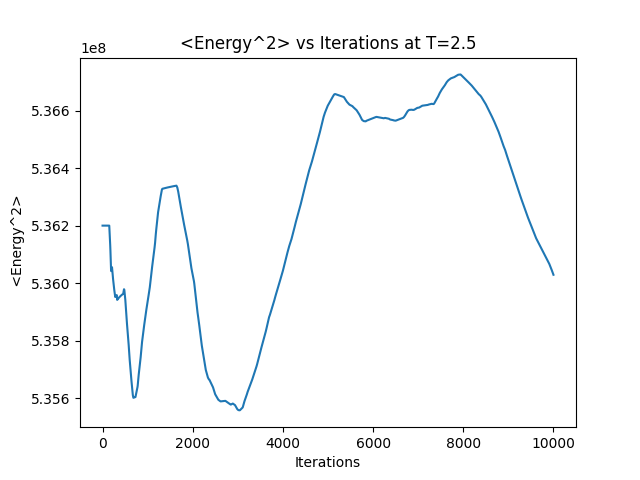 <Energy^2> vs Iterations at T=2.5
1e8
5.366
5.364
5.362
5.360
5.358
5.356
<Energy^2>
0 2000 4000 6000 8000 10000
Iterations